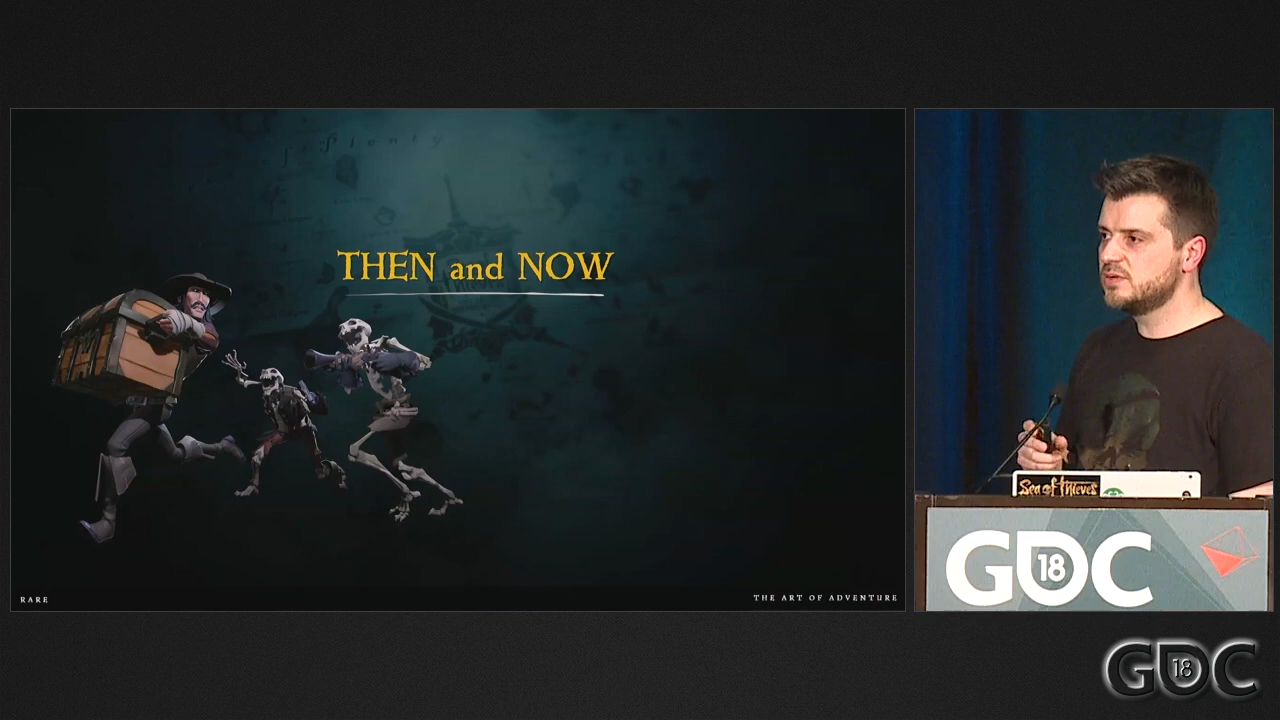 THEN and NOW
RARE
THE ART OF ADVENTURE
Sea of Thieves
GDC
18
GDC
18